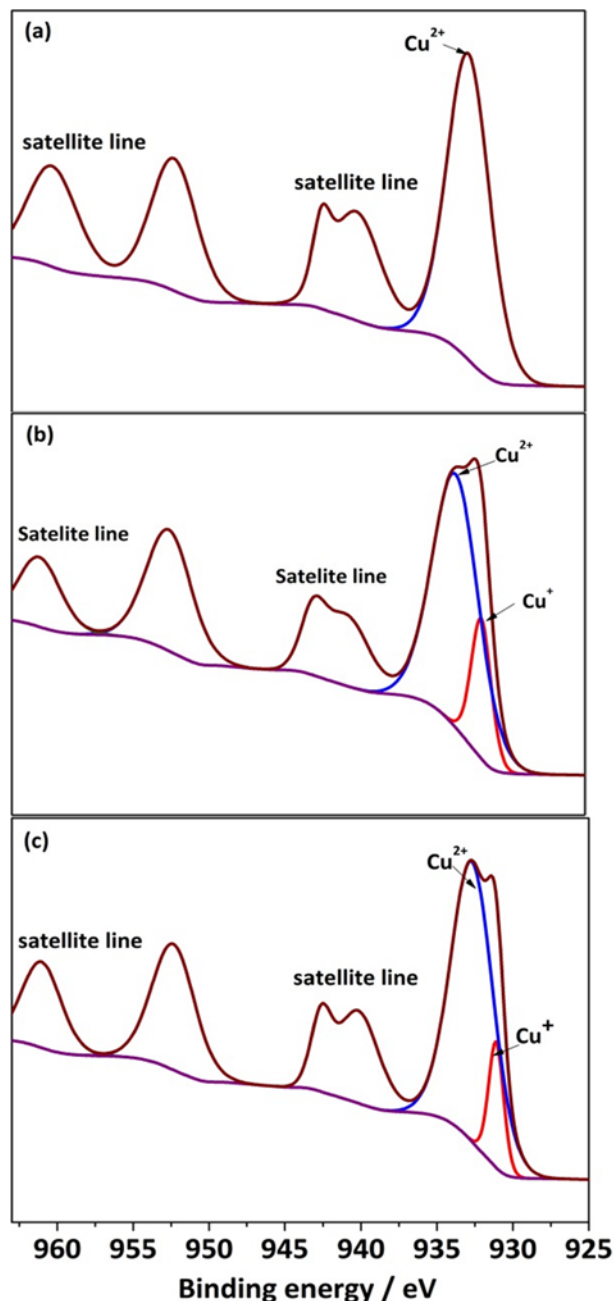 (a)
Cu²⁺
satellite line
satellite line
(b)
Cu²⁺
Satelite line
Satelite line
Cu⁺
(c)
Cu²⁺
satellite line
satellite line
Cu⁺
960 955 950 945 940 935 930 925
Binding energy / eV